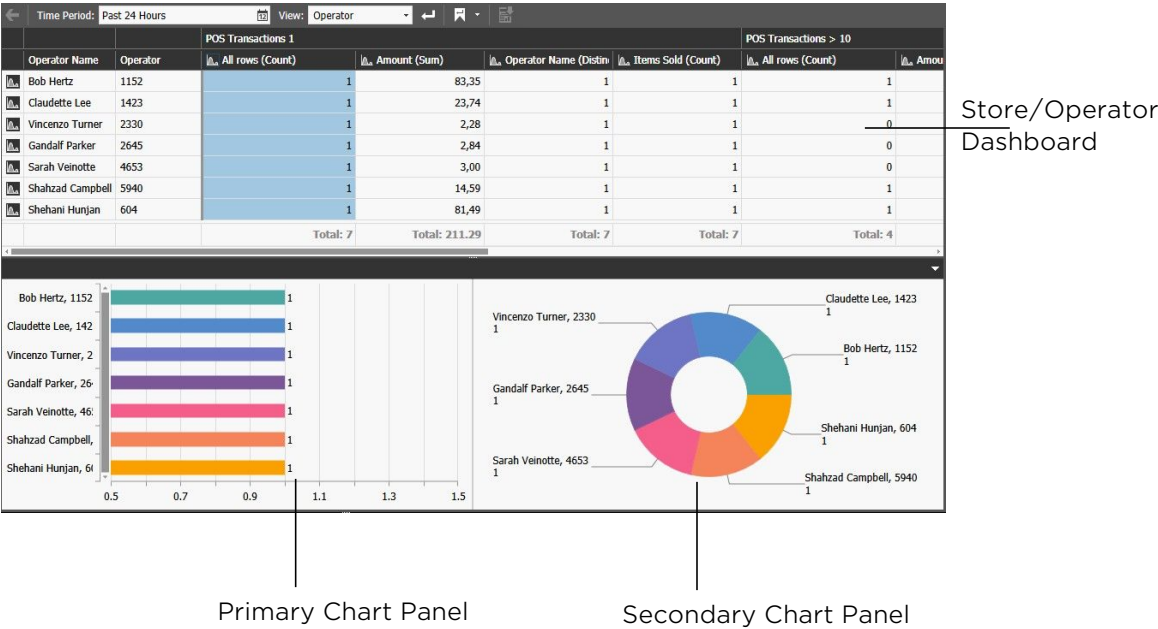 Time Period: Past 24 Hours 12 View: Operator
POS Transactions 1 POS Transactions > 10
Operator Name Operator All rows (Count) Amount (Sum) Operator Name (Distin Items Sold (Count) All rows (Count) Amou
Bob Hertz 1152 1 83,35 1 1 1
Claudette Lee 1423 1 23,74 1 1 1
Vincenzo Turner 2330 1 2,28 1 1 0
Gandalf Parker 2645 1 2,84 1 1 0
Sarah Veinotte 4653 1 3,00 1 1 0
Shahzad Campbell 5940 1 14,59 1 1 1
Shehani Hunjan 604 1 81,49 1 1 1
Total: 7 Total: 211.29 Total: 7 Total: 7 Total: 4
Store/Operator
Dashboard
Bob Hertz, 1152 1
Claudette Lee, 142 1
Vincenzo Turner, 2 1
Gandalf Parker, 26 1
Sarah Veinotte, 46 1
Shahzad Campbell, 1
Shehani Hunjan, 6 1
0.5 0.7 0.9 1.1 1.3 1.5
Claudette Lee, 1423
1
Vincenzo Turner, 2330
1
Bob Hertz, 1152
1
Gandalf Parker, 2645
1
Shehani Hunjan, 604
1
Sarah Veinotte, 4653
1
Shahzad Campbell, 5940
1
Primary Chart Panel
Secondary Chart Panel